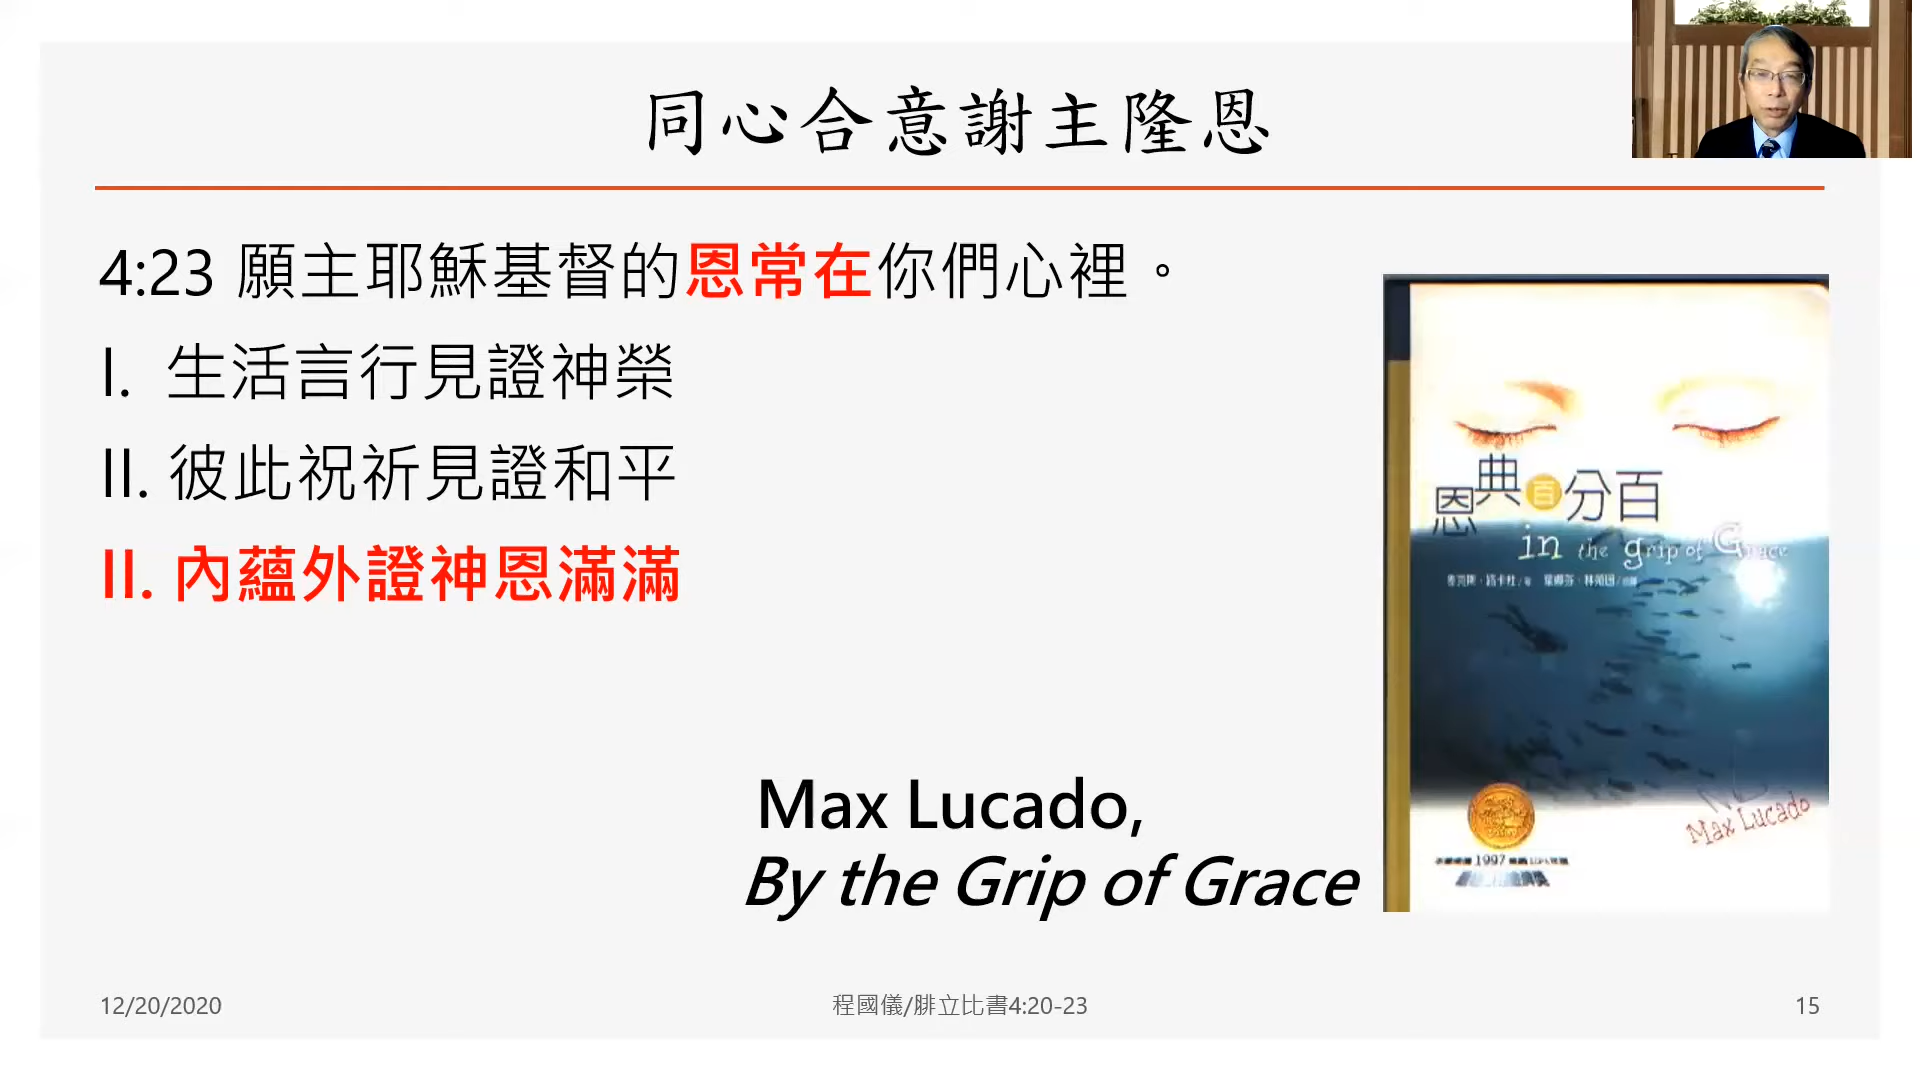 同心合意謝主隆恩
4:23 願主耶穌基督的恩常在你們心裡。
I. 生活言行見證神榮
II. 彼此祝祈見證和平
II. 內蘊外證神恩滿滿
恩典百分百
in the grip of Grace
Max Lucado
1997
Max Lucado,
By the Grip of Grace
12/20/2020
程國儀/腓立比書4:20-23
15